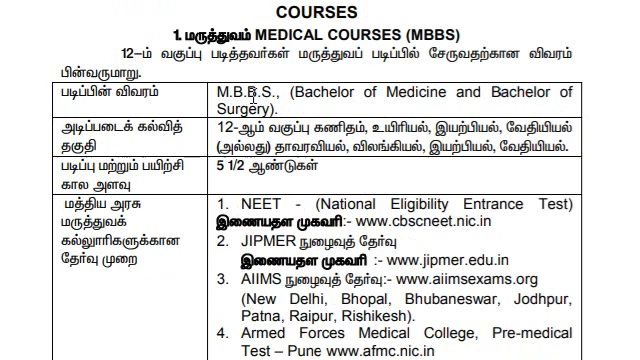 COURSES
1. மருத்துவம் MEDICAL COURSES (MBBS)
12-ம் வகுப்பு படித்தவர்கள் மருத்துவப் படிப்பில் சேருவதற்கான விவரம்
பின்வருமாறு.
படிப்பின் விவரம்
M.B.B.S., (Bachelor of Medicine and Bachelor of
Surgery).
அடிப்படைக் கல்வித்
தகுதி
12-ஆம் வகுப்பு கணிதம், உயிரியல், இயற்பியல், வேதியியல்
(அல்லது) தாவரவியல், விலங்கியல், இயற்பியல், வேதியியல்.
படிப்பு மற்றும் பயிற்சி
கால அளவு
5 1/2 ஆண்டுகள்
மத்திய அரசு
மருத்துவக்
கல்லூரிகளுக்கான
தேர்வு முறை
1. NEET - (National Eligibility Entrance Test)
இணையதள முகவரி:- www.cbscneet.nic.in
2. JIPMER நுழைவுத் தேர்வு
இணையதள முகவரி :- www.jipmer.edu.in
3. AIIMS நுழைவுத் தேர்வு:- www.aiimsexams.org
(New Delhi, Bhopal, Bhubaneswar, Jodhpur,
Patna, Raipur, Rishikesh).
4. Armed Forces Medical College, Pre-medical
Test – Pune www.afmc.nic.in